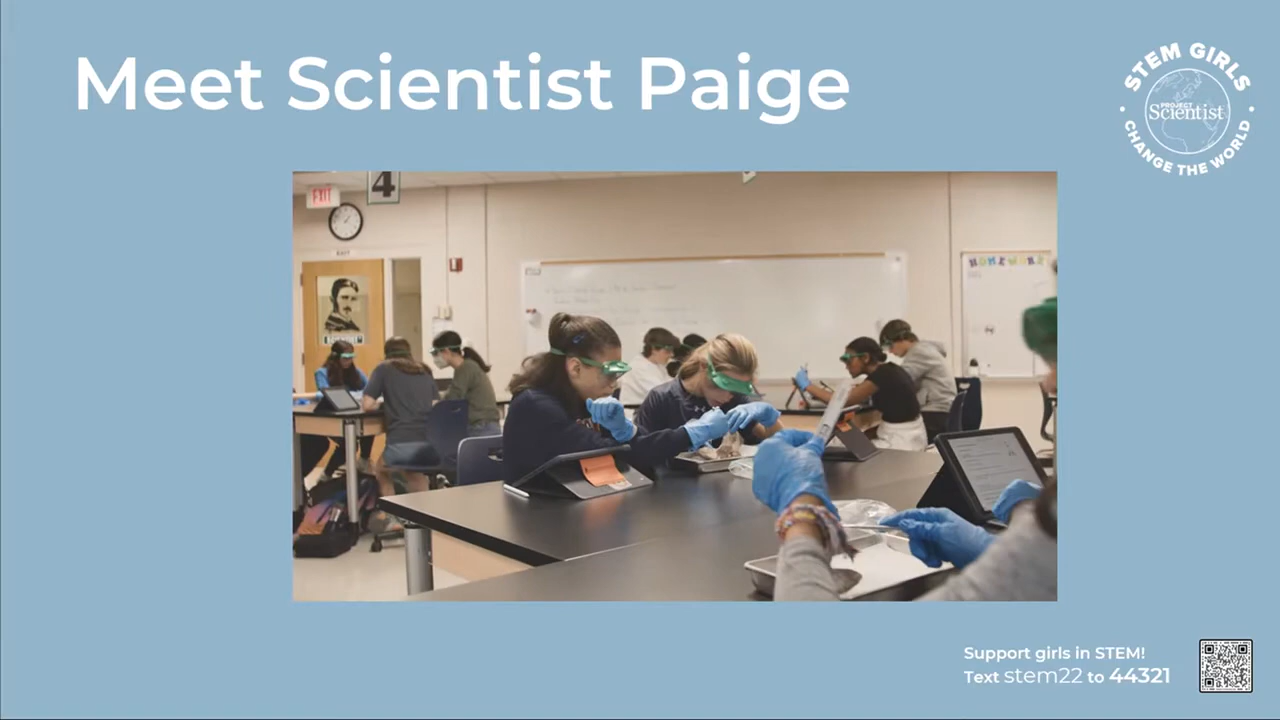 Meet Scientist Paige
STEM GIRLS
PROJECT
Scientist
CHANGE THE WORLD
4
EXIT
EXIT
HOMEWORK
Support girls in STEM!
Text stem22 to 44321